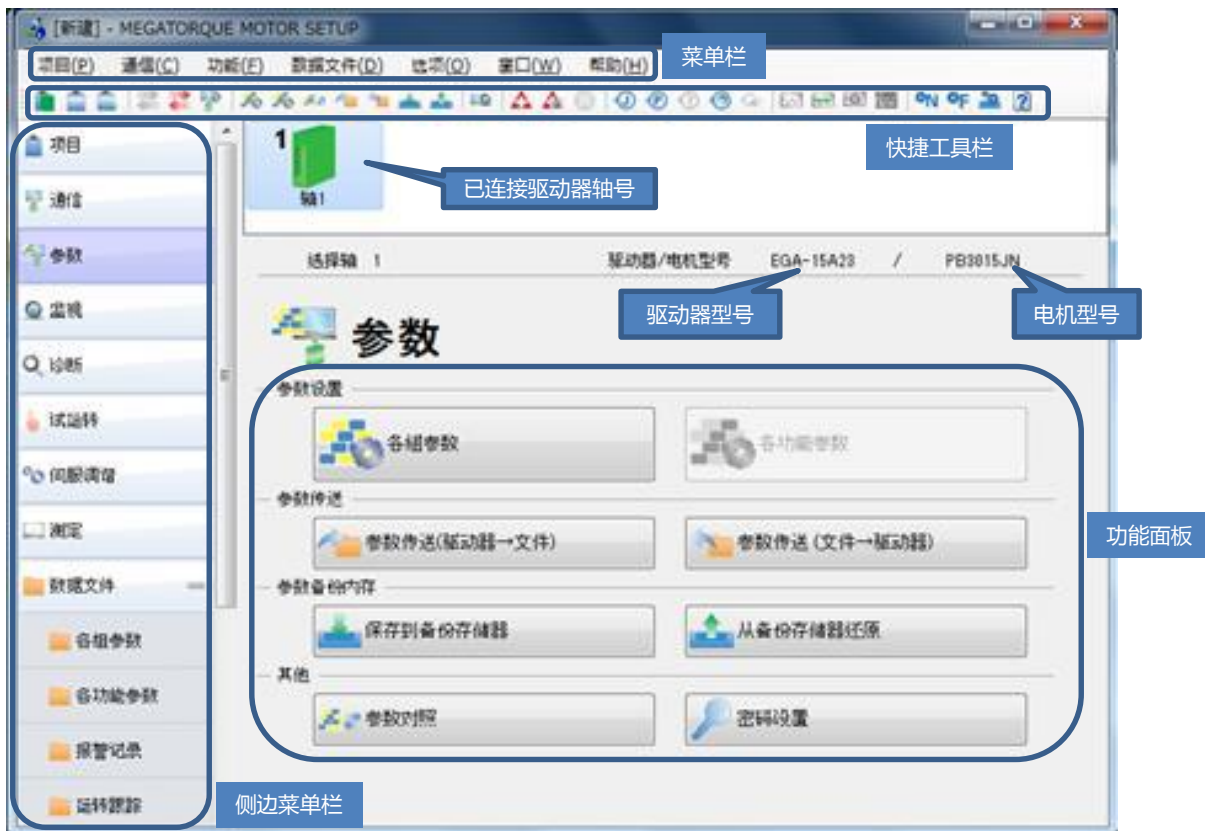 [新建] - MEGATORQUE MOTOR SETUP
项目(P) 通信(C) 功能(F) 数据文件(D) 选项(O) 窗口(W) 帮助(H)
菜单栏
快捷工具栏
项目
通信
参数
监视
诊断
试运转
伺服调谐
测定
数据文件
各组参数
各功能参数
报警记录
运转跟踪
侧边菜单栏
1
轴1
已连接驱动器轴号
选择轴 1 驱动器/电机型号 EGA-15A23 / PB3015JN
驱动器型号
电机型号
参数
参数设置
各组参数 各功能参数
参数传送
参数传送(驱动器→文件) 参数传送(文件→驱动器)
参数备份内存
保存到备份存储器 从备份存储器还原
其他
参数对照 密码设置
功能面板